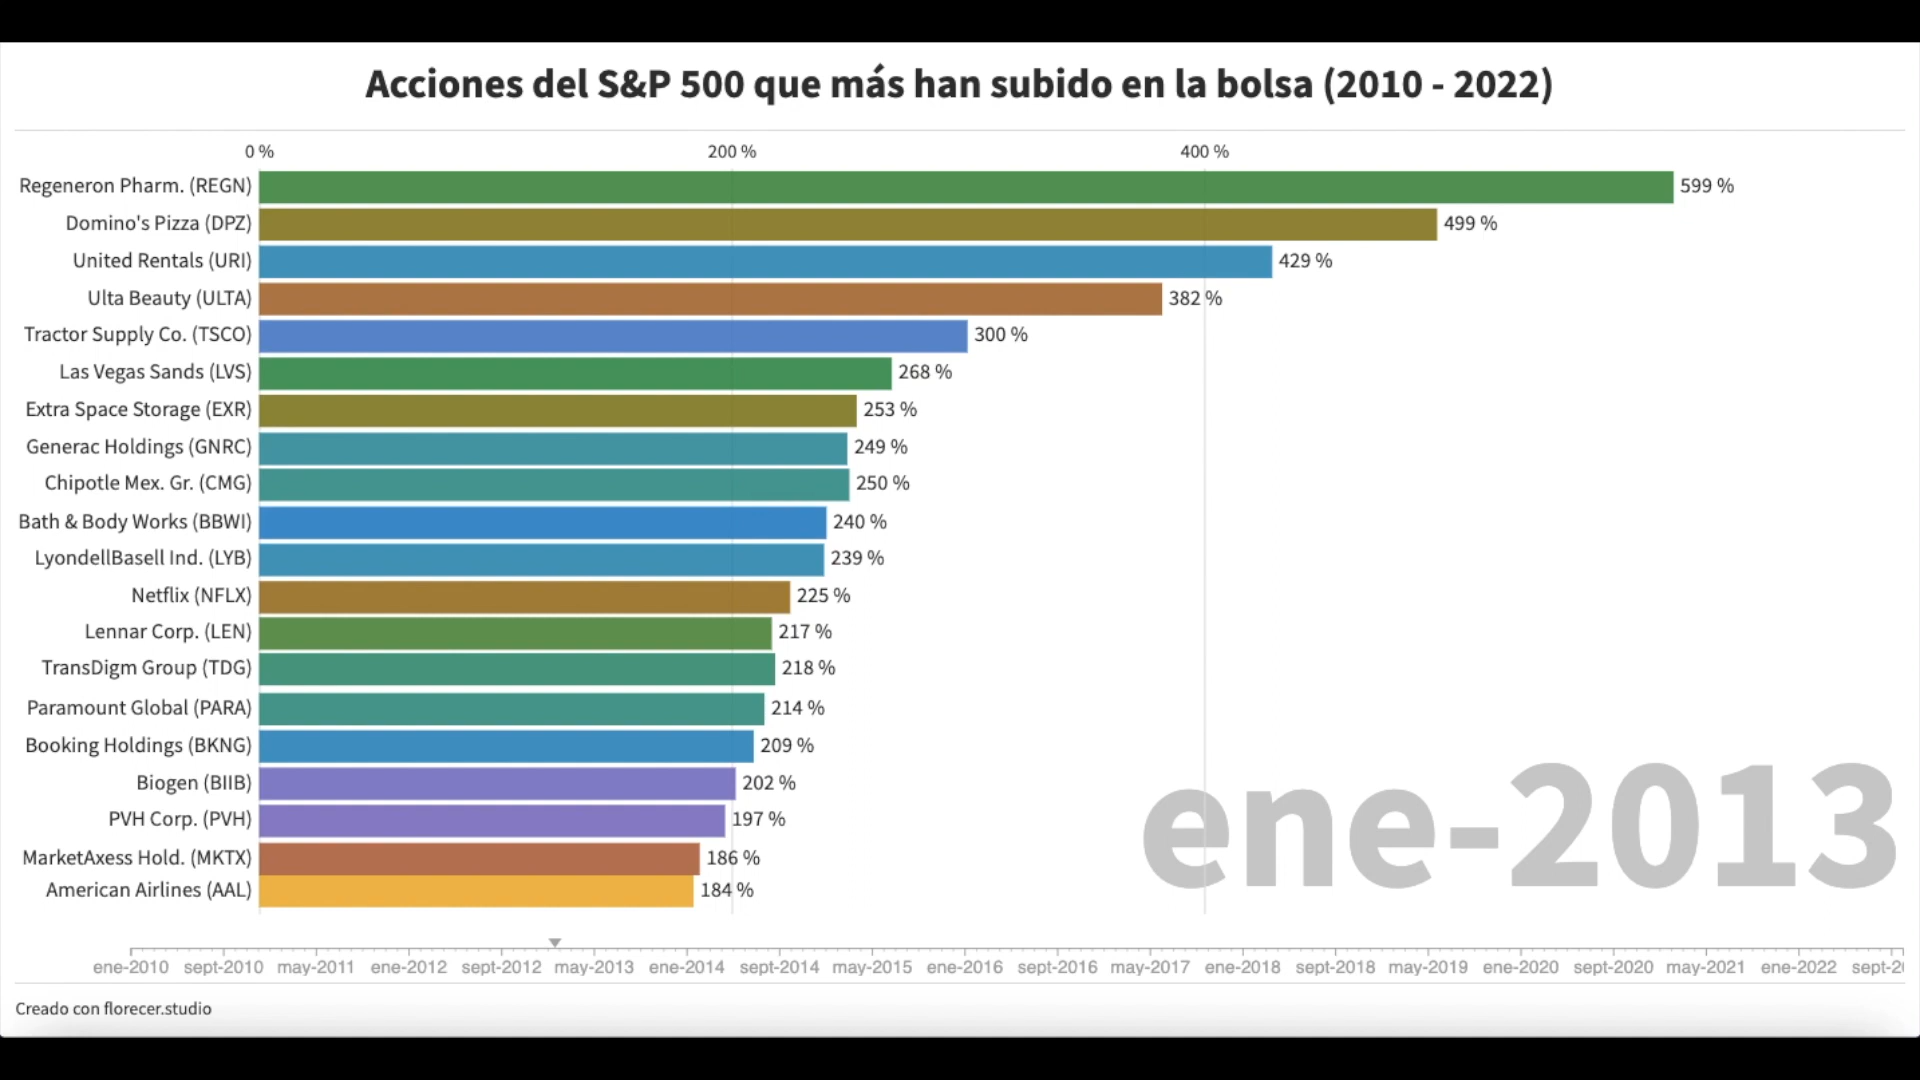 Acciones del S&P 500 que más han subido en la bolsa (2010 - 2022)
0 % 200 % 400 %
Regeneron Pharm. (REGN) 599 %
Domino's Pizza (DPZ) 499 %
United Rentals (URI) 429 %
Ulta Beauty (ULTA) 382 %
Tractor Supply Co. (TSCO) 300 %
Las Vegas Sands (LVS) 268 %
Extra Space Storage (EXR) 253 %
Generac Holdings (GNRC) 249 %
Chipotle Mex. Gr. (CMG) 250 %
Bath & Body Works (BBWI) 240 %
LyondellBasell Ind. (LYB) 239 %
Netflix (NFLX) 225 %
Lennar Corp. (LEN) 217 %
TransDigm Group (TDG) 218 %
Paramount Global (PARA) 214 %
Booking Holdings (BKNG) 209 %
Biogen (BIIB) 202 %
PVH Corp. (PVH) 197 %
MarketAxess Hold. (MKTX) 186 %
American Airlines (AAL) 184 %
ene-2013
ene-2010 sept-2010 may-2011 ene-2012 sept-2012 may-2013 ene-2014 sept-2014 may-2015 ene-2016 sept-2016 may-2017 ene-2018 sept-2018 may-2019 ene-2020 sept-2020 may-2021 ene-2022 sept-2
Creado con florecer.studio